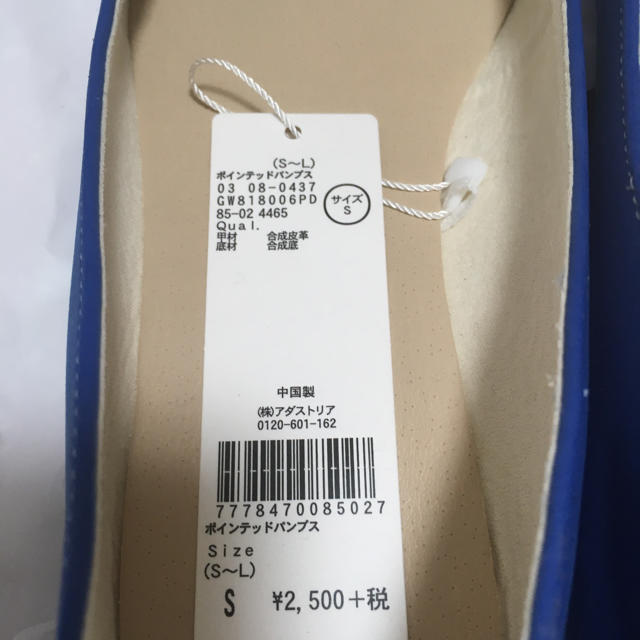 (S～L)
ポインテッドパンプス
03 08-0437
GW818006PD
85-02 4465
Qual.
甲材 合成皮革
底材 合成底
サイズ
S
中国製
(株)アダストリア
0120-601-162
7778470085027
ポインテッドパンプス
Size
(S～L)
S ¥2,500+税